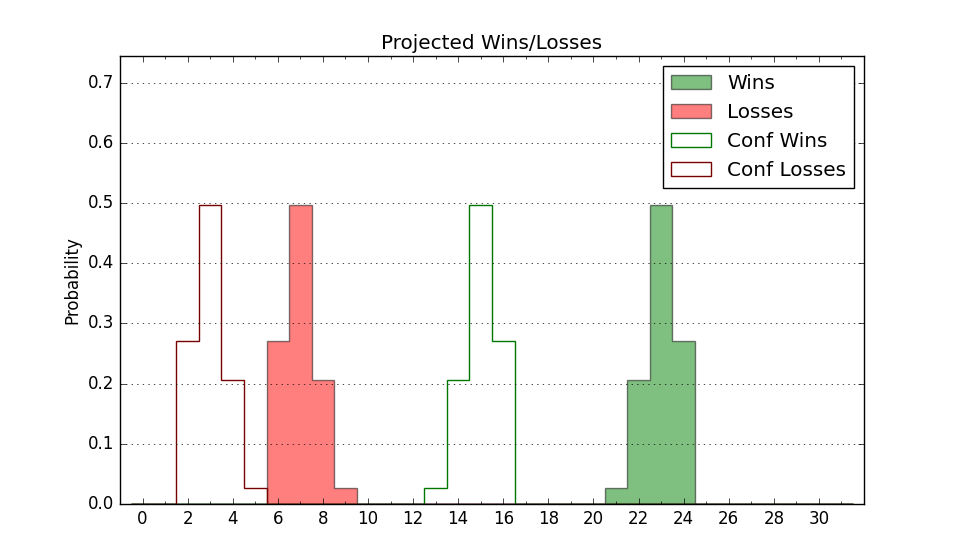 Projected Wins/Losses
Wins
Losses
Conf Wins
Conf Losses
Probability
0.7
0.6
0.5
0.4
0.3
0.2
0.1
0.0
0 2 4 6 8 10 12 14 16 18 20 22 24 26 28 30